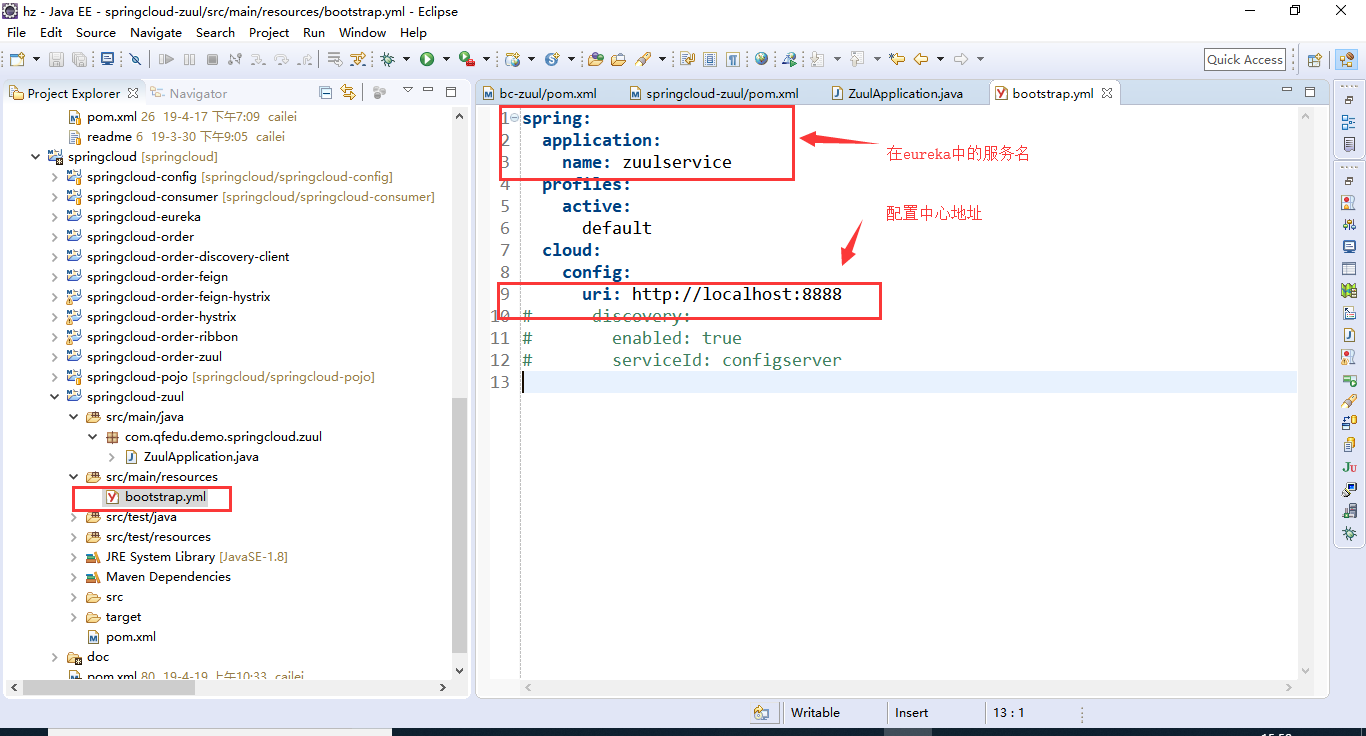 hz - Java EE - springcloud-zuul/src/main/resources/bootstrap.yml - Eclipse
File Edit Source Navigate Search Project Run Window Help
Quick Access
Project Explorer Navigator
pom.xml 26 19-4-17 下午7:09 cailei
readme 6 19-3-30 下午9:05 cailei
springcloud [springcloud]
springcloud-config [springcloud/springcloud-config]
springcloud-consumer [springcloud/springcloud-consumer]
springcloud-eureka
springcloud-order
springcloud-order-discovery-client
springcloud-order-feign
springcloud-order-feign-hystrix
springcloud-order-hystrix
springcloud-order-ribbon
springcloud-order-zuul
springcloud-pojo [springcloud/springcloud-pojo]
springcloud-zuul
src/main/java
com.qfedu.demo.springcloud.zuul
ZuulApplication.java
src/main/resources
bootstrap.yml
src/test/java
src/test/resources
JRE System Library [JavaSE-1.8]
Maven Dependencies
src
target
pom.xml
doc
pom.xml 80 19-4-19 上午10:33 cailei
bc-zuul/pom.xml springcloud-zuul/pom.xml ZuulApplication.java bootstrap.yml
1 spring:
2 application:
3 name: zuulservice
4 profiles:
5 active:
6 default
7 cloud:
8 config:
9 uri: http://localhost:8888
10 # discovery:
11 # enabled: true
12 # serviceId: configserver
13
在eureka中的服务名
配置中心地址
Writable Insert 13 : 1